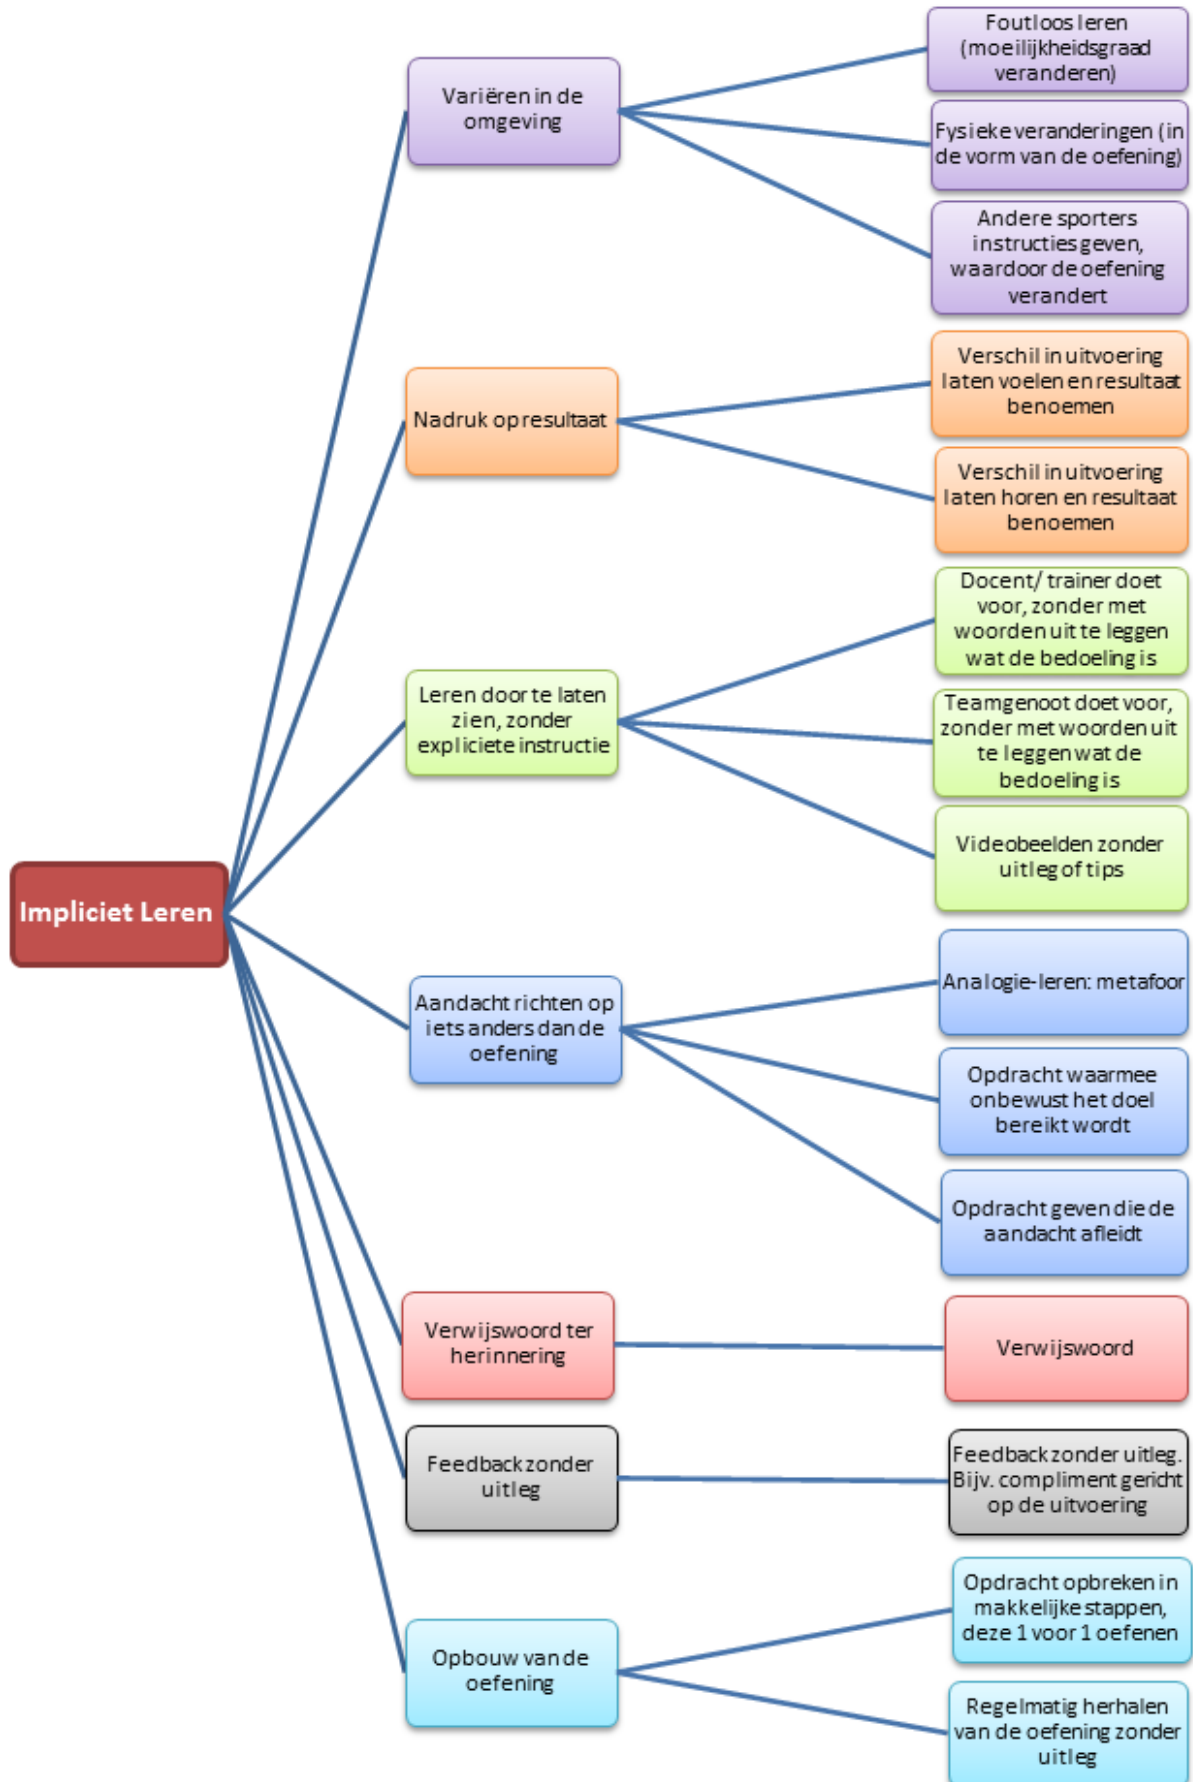 Impliciet Leren
Variëren in de
omgeving
Foutloos leren
(moeilijkheidsgraad
veranderen)
Fysieke veranderingen (in
de vorm van de oefening)
Andere sporters
instructies geven,
waardoor de oefening
verandert
Nadruk op resultaat
Verschil in uitvoering
laten voelen en resultaat
benoemen
Verschil in uitvoering
laten horen en resultaat
benoemen
Leren door te laten
zien, zonder
expliciete instructie
Docent/ trainer doet
voor, zonder met
woorden uit te leggen
wat de bedoeling is
Teamgenoot doet voor,
zonder met woorden uit
te leggen wat de
bedoeling is
Videobeelden zonder
uitleg of tips
Aandacht richten op
iets anders dan de
oefening
Analogie-leren: metafoor
Opdracht waarmee
onbewust het doel
bereikt wordt
Opdracht geven die de
aandacht afleidt
Verwijswoord ter
herinnering
Verwijswoord
Feedback zonder
uitleg
Feedback zonder uitleg.
Bijv. compliment gericht
op de uitvoering
Opbouw van de
oefening
Opdracht opbreken in
makkelijke stappen,
deze 1 voor 1 oefenen
Regelmatig herhalen
van de oefening zonder
uitleg